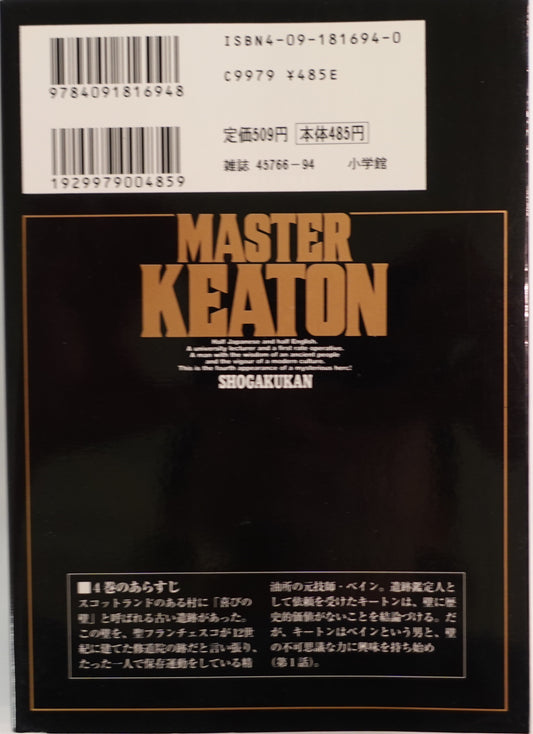 ISBN4-09-181694-0
C9979 ¥485E
9784091816948
定価509円 本体485円
雑誌 45766-94 小学館
1929979004859
MASTER
KEATON
Half Japanese and half English.
A university lecturer and a first rate operative.
A man with the wisdom of an ancient people
and the vigour of a modern culture.
This is the fourth appearance of a mysterious hero!
SHOGAKUKAN
■4巻のあらすじ
スコットランドのある村に「喜びの
壁」と呼ばれる古い遺跡があった。
この壁を、聖フランチェスコが12世
紀に建てた修道院の跡だと言い張り、
たった一人で保存運動をしている精
油所の元技師・ベイン。遺跡鑑定人と
して依頼を受けたキートンは、壁に歴
史的価値がないことを結論づける。だ
が、キートンはベインという男と、壁
の不可思議な力に興味を持ち始め
(第1話)。